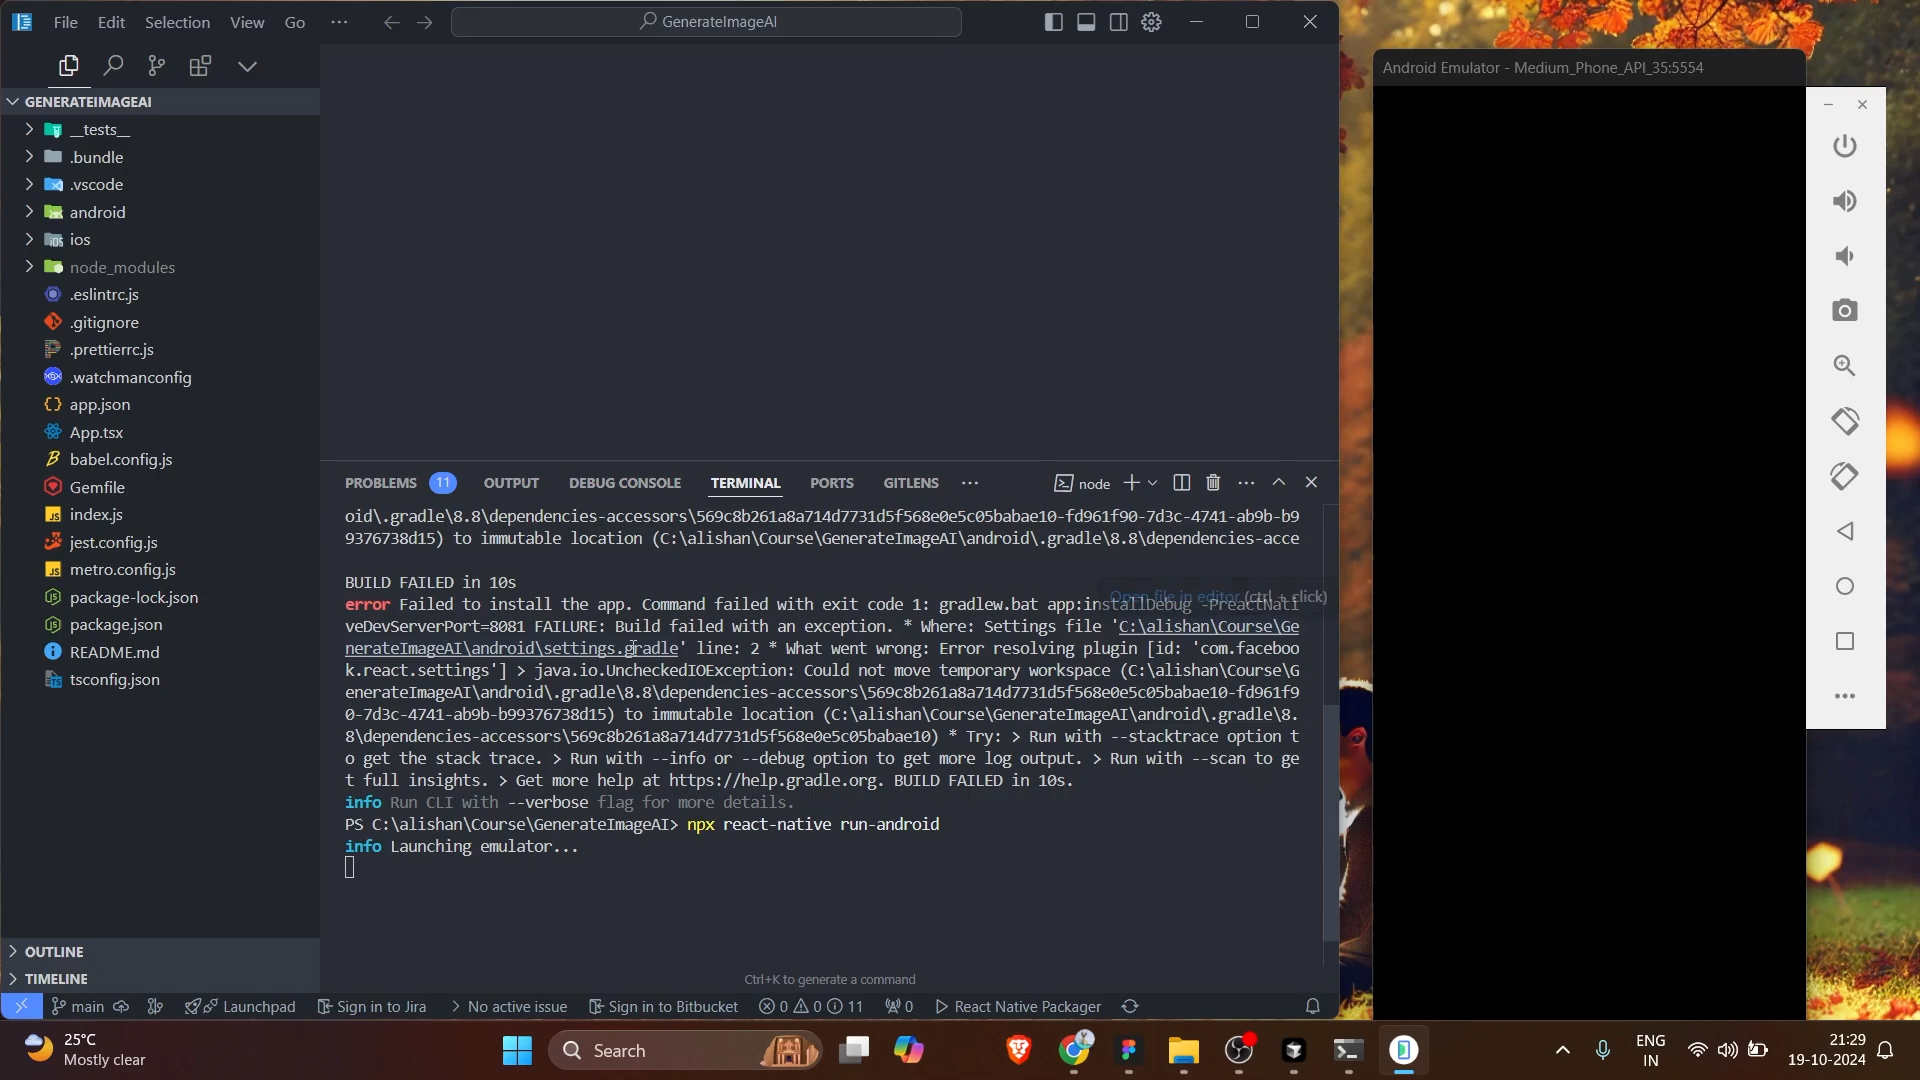 File Edit Selection View Go ···
GenerateImageAI
GENERATEIMAGEAI
__tests__
.bundle
.vscode
android
ios
node_modules
.eslintrc.js
.gitignore
.prettierrc.js
.watchmanconfig
app.json
App.tsx
babel.config.js
Gemfile
index.js
jest.config.js
metro.config.js
package-lock.json
package.json
README.md
tsconfig.json
OUTLINE
TIMELINE
PROBLEMS 11 OUTPUT DEBUG CONSOLE TERMINAL PORTS GITLENS ···
node
oid\.gradle\8.8\dependencies-accessors\569c8b261a8a714d7731d5f568e0e5c05babae10-fd961f90-7d3c-4741-ab9b-b9
9376738d15) to immutable location (C:\alishan\Course\GenerateImageAI\android\.gradle\8.8\dependencies-acce
BUILD FAILED in 10s
error Failed to install the app. Command failed with exit code 1: gradlew.bat app:installDebug -PreactNati
Open file in editor (ctrl + click)
veDevServerPort=8081 FAILURE: Build failed with an exception. * Where: Settings file 'C:\alishan\Course\Ge
nerateImageAI\android\settings.gradle' line: 2 * What went wrong: Error resolving plugin [id: 'com.faceboo
k.react.settings'] > java.io.UncheckedIOException: Could not move temporary workspace (C:\alishan\Course\G
enerateImageAI\android\.gradle\8.8\dependencies-accessors\569c8b261a8a714d7731d5f568e0e5c05babae10-fd961f9
0-7d3c-4741-ab9b-b99376738d15) to immutable location (C:\alishan\Course\GenerateImageAI\android\.gradle\8.
8\dependencies-accessors\569c8b261a8a714d7731d5f568e0e5c05babae10) * Try: > Run with --stacktrace option t
o get the stack trace. > Run with --info or --debug option to get more log output. > Run with --scan to ge
t full insights. > Get more help at https://help.gradle.org. BUILD FAILED in 10s.
info Run CLI with --verbose flag for more details.
PS C:\alishan\Course\GenerateImageAI> npx react-native run-android
info Launching emulator...
Ctrl+K to generate a command
main Launchpad Sign in to Jira No active issue Sign in to Bitbucket 0 0 11 0 React Native Packager
Android Emulator - Medium_Phone_API_35:5554
25°C
Mostly clear
Search
ENG
IN
21:29
19-10-2024